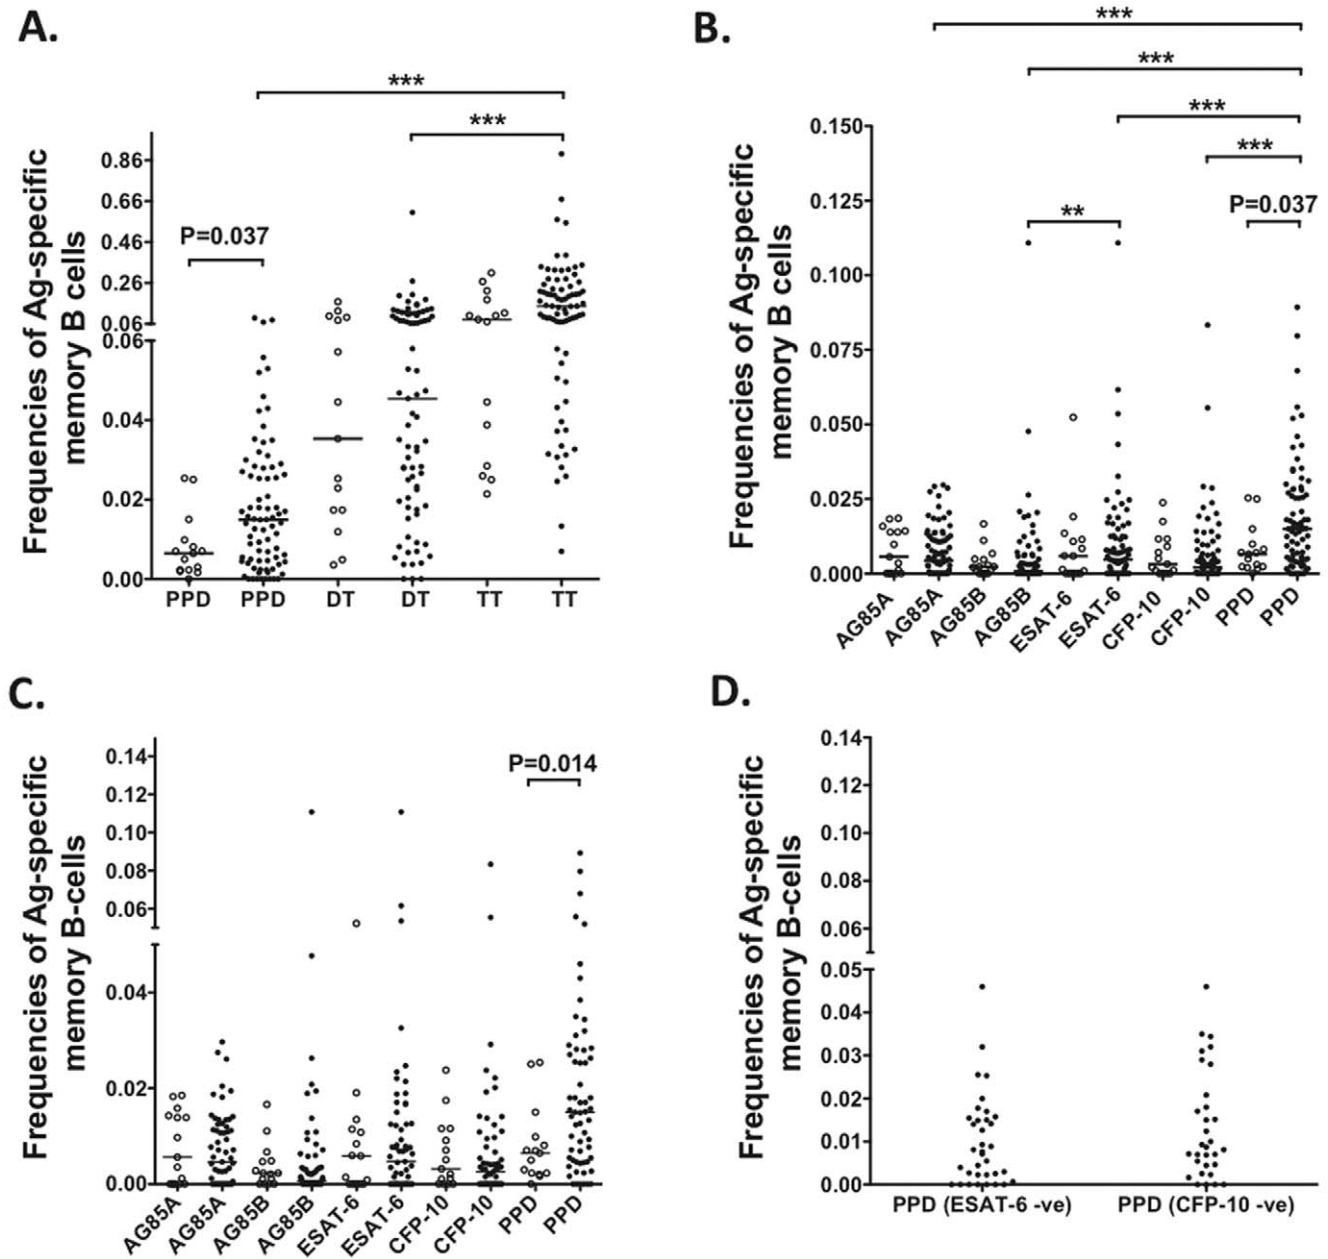 A.
***
***
P=0.037
Frequencies of Ag-specific
memory B cells
0.86
0.66
0.46
0.26
0.06
0.06
0.04
0.02
0.00
PPD PPD DT DT TT TT
B.
***
***
***
***
P=0.037
**
Frequencies of Ag-specific
memory B cells
0.150
0.125
0.100
0.075
0.050
0.025
0.000
AG85A AG85A AG85B AG85B ESAT-6 ESAT-6 CFP-10 CFP-10 PPD PPD
C.
P=0.014
Frequencies of Ag-specific
memory B-cells
0.14
0.12
0.10
0.08
0.06
0.04
0.02
0.00
AG85A AG85A AG85B AG85B ESAT-6 ESAT-6 CFP-10 CFP-10 PPD PPD
D.
Frequencies of Ag-specific
memory B-cells
0.14
0.12
0.10
0.08
0.06
0.05
0.04
0.03
0.02
0.01
0.00
PPD (ESAT-6 -ve) PPD (CFP-10 -ve)